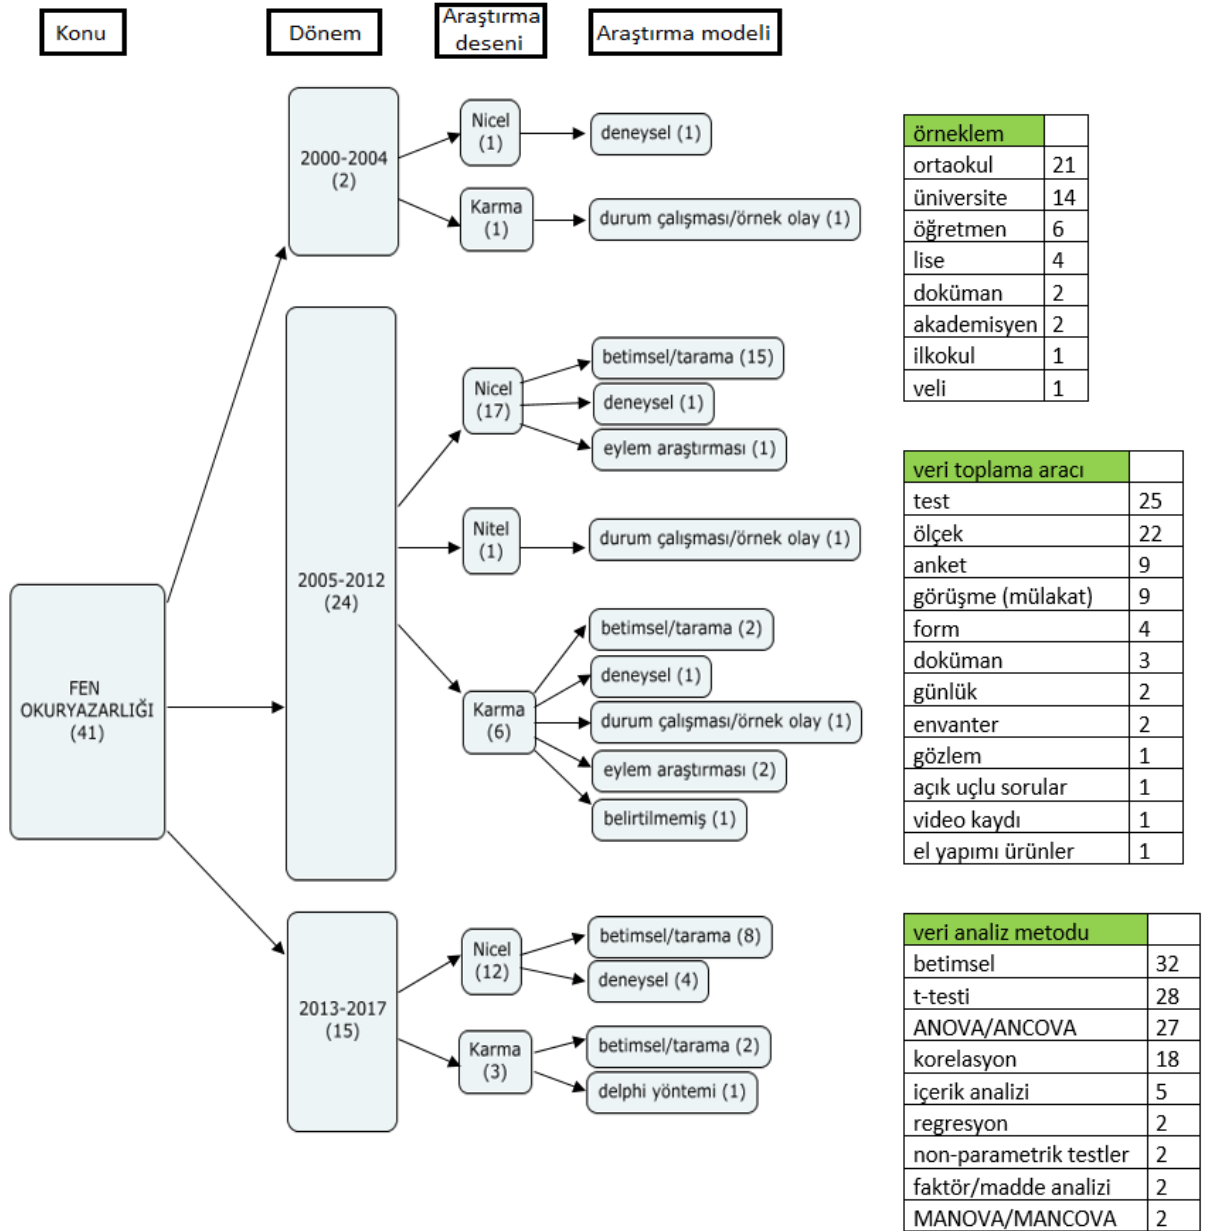 Konu
Dönem
Araştırma
deseni
Araştırma modeli
FEN
OKURYAZARLIĞI
(41)
2000-2004
(2)
Nicel
(1)
deneysel (1)
Karma
(1)
durum çalışması/örnek olay (1)
2005-2012
(24)
Nicel
(17)
betimsel/tarama (15)
deneysel (1)
eylem araştırması (1)
Nitel
(1)
durum çalışması/örnek olay (1)
Karma
(6)
betimsel/tarama (2)
deneysel (1)
durum çalışması/örnek olay (1)
eylem araştırması (2)
belirtilmemiş (1)
2013-2017
(15)
Nicel
(12)
betimsel/tarama (8)
deneysel (4)
Karma
(3)
betimsel/tarama (2)
delphi yöntemi (1)
örneklem
ortaokul 21
üniversite 14
öğretmen 6
lise 4
doküman 2
akademisyen 2
ilkokul 1
veli 1
veri toplama aracı
test 25
ölçek 22
anket 9
görüşme (mülakat) 9
form 4
doküman 3
günlük 2
envanter 2
gözlem 1
açık uçlu sorular 1
video kaydı 1
el yapımı ürünler 1
veri analiz metodu
betimsel 32
t-testi 28
ANOVA/ANCOVA 27
korelasyon 18
içerik analizi 5
regresyon 2
non-parametrik testler 2
faktör/madde analizi 2
MANOVA/MANCOVA 2